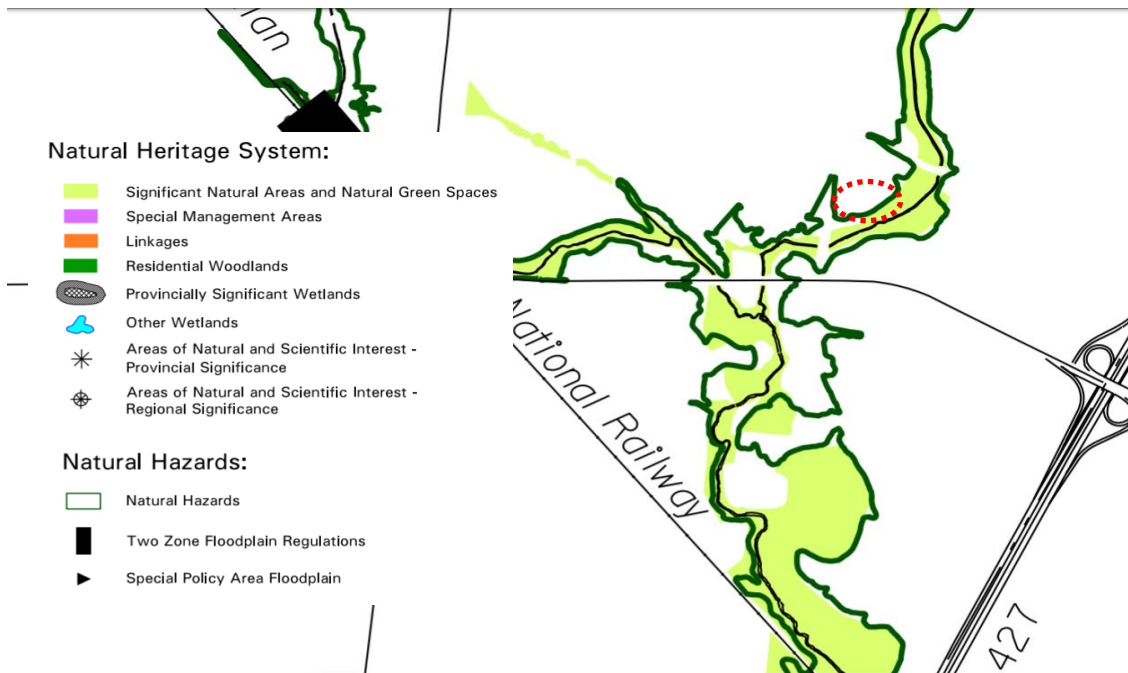 Natural Heritage System:
Significant Natural Areas and Natural Green Spaces
Special Management Areas
Linkages
Residential Woodlands
Provincially Significant Wetlands
Other Wetlands
Areas of Natural and Scientific Interest -
Provincial Significance
Areas of Natural and Scientific Interest -
Regional Significance
Natural Hazards:
Natural Hazards
Two Zone Floodplain Regulations
Special Policy Area Floodplain
National Railway
427